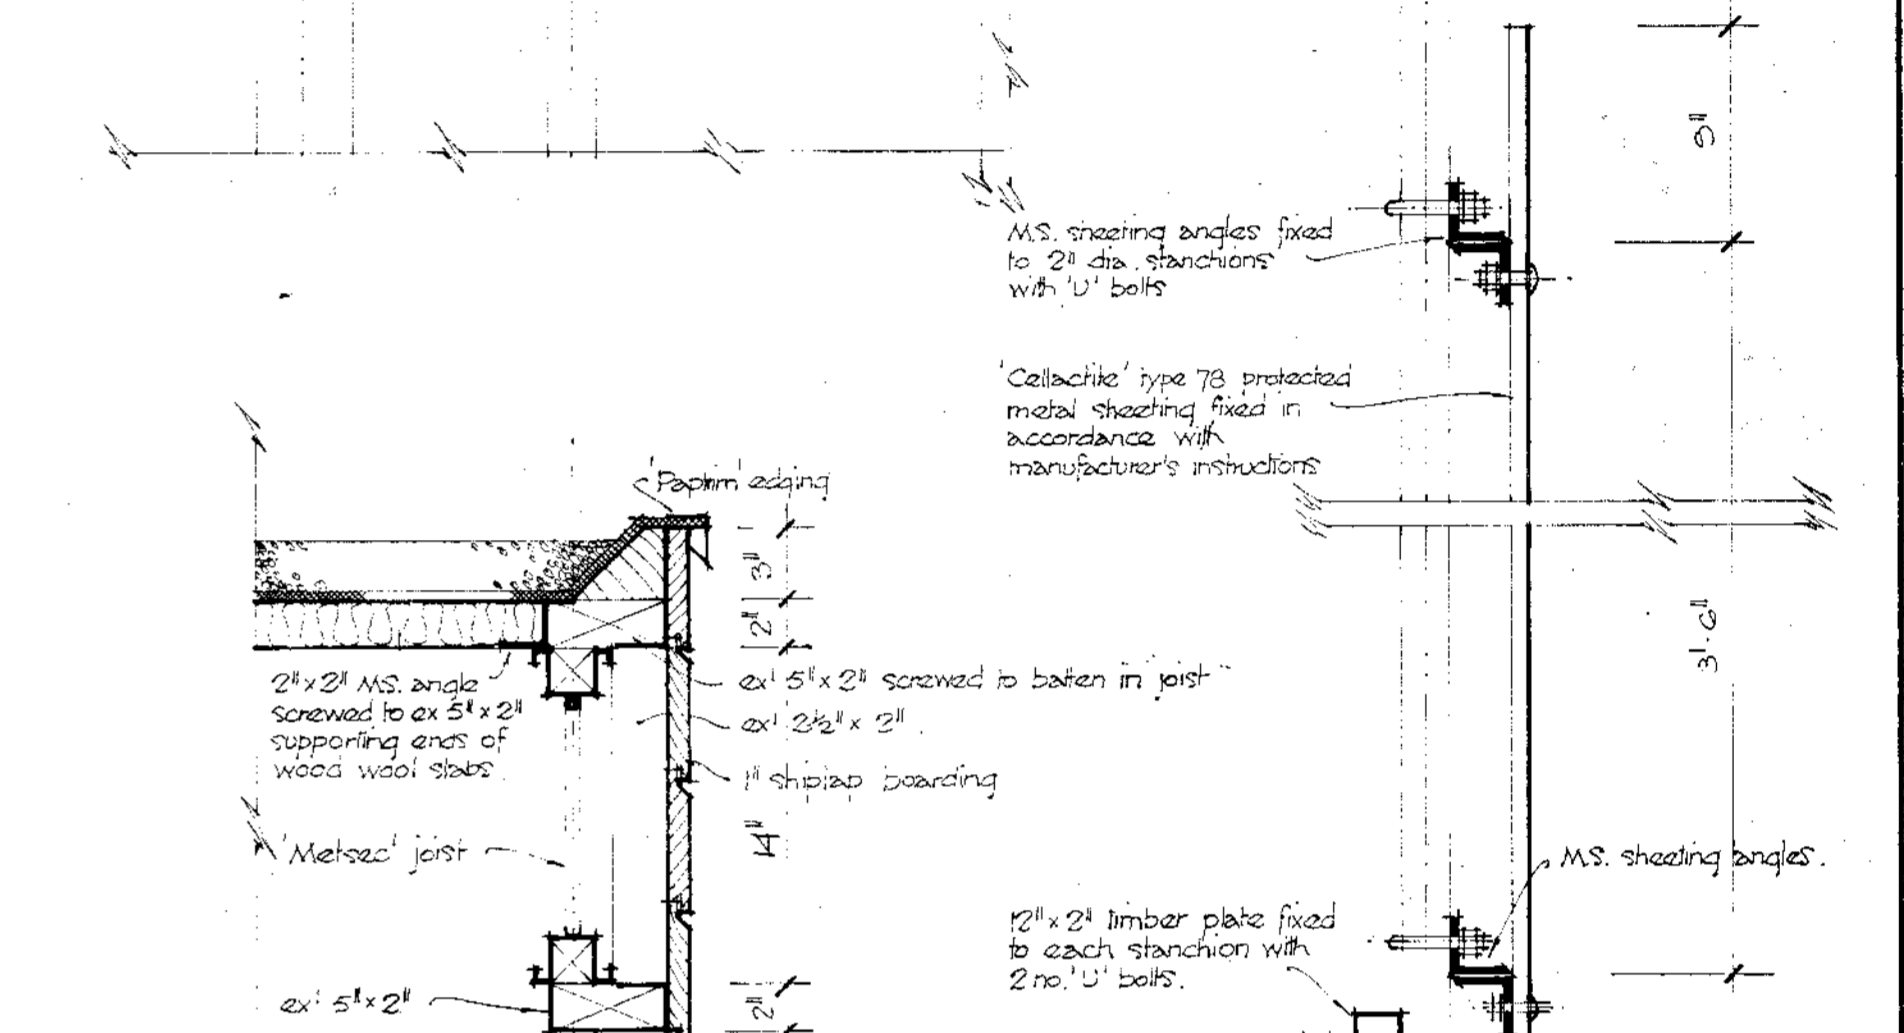 9"
M.S. sheeting angles fixed
to 2" dia. stanchions
with 'U' bolts
'Cellactite' type 78 protected
metal sheeting fixed in
accordance with
manufacturer's instructions
3'-6"
M.S. sheeting angles.
12"x2" timber plate fixed
to each stanchion with
2 no. 'U' bolts.
'Paptrim' edging
3"
2"
2"x2" M.S. angle
screwed to ex 5"x2"
supporting ends of
wood wool slabs.
ex' 5"x2" screwed to batten in joist
ex' 2½"x 2".
1" shiplap boarding
14"
'Metsec' joist
ex' 5"x2"
2"